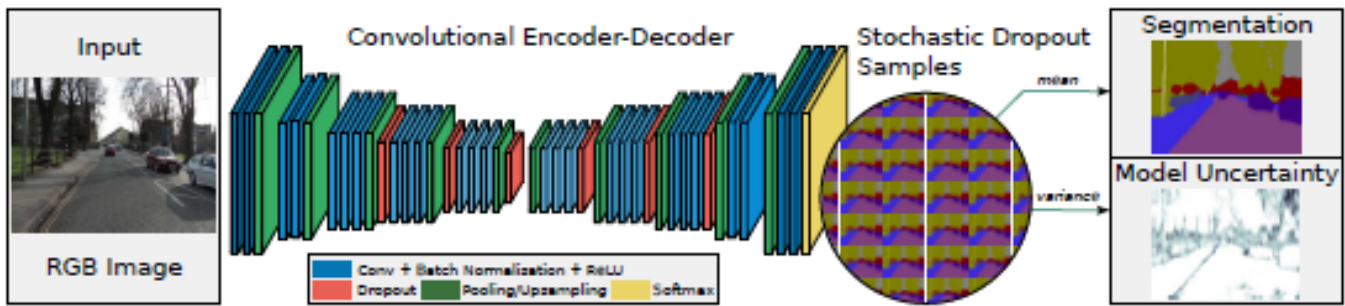 Input
RGB Image
Convolutional Encoder-Decoder
Stochastic Dropout
Samples
mean
variance
Segmentation
Model Uncertainty
Conv + Batch Normalization + ReLU
Dropout
Pooling/Upsampling
Softmax